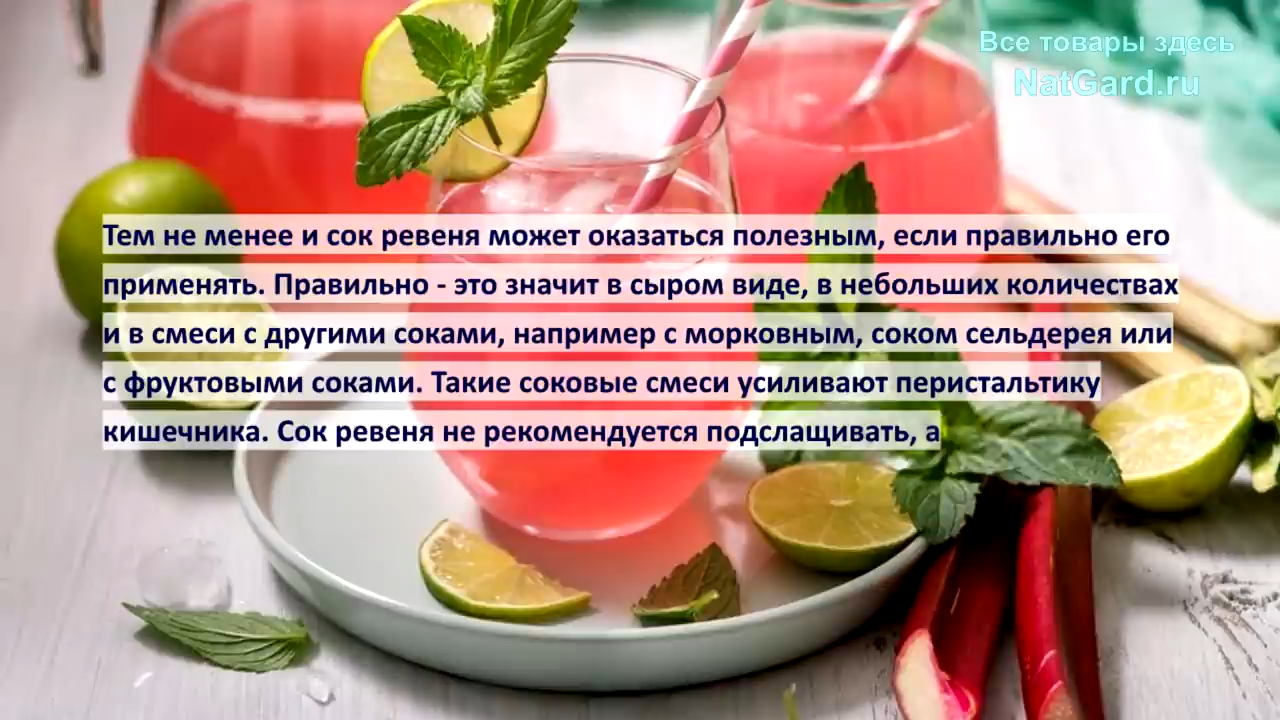 Все товары здесь
NatGard.ru
Тем не менее и сок ревеня может оказаться полезным, если правильно его
применять. Правильно - это значит в сыром виде, в небольших количествах
и в смеси с другими соками, например с морковным, соком сельдерея или
с фруктовыми соками. Такие соковые смеси усиливают перистальтику
кишечника. Сок ревеня не рекомендуется подслащивать, а